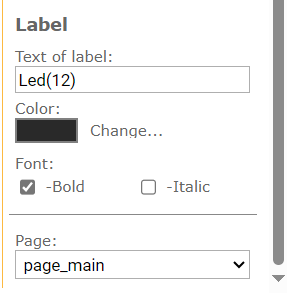 Label
Text of label:
Led(12)
Color:
Change...
Font:
-Bold -Italic
Page:
page_main